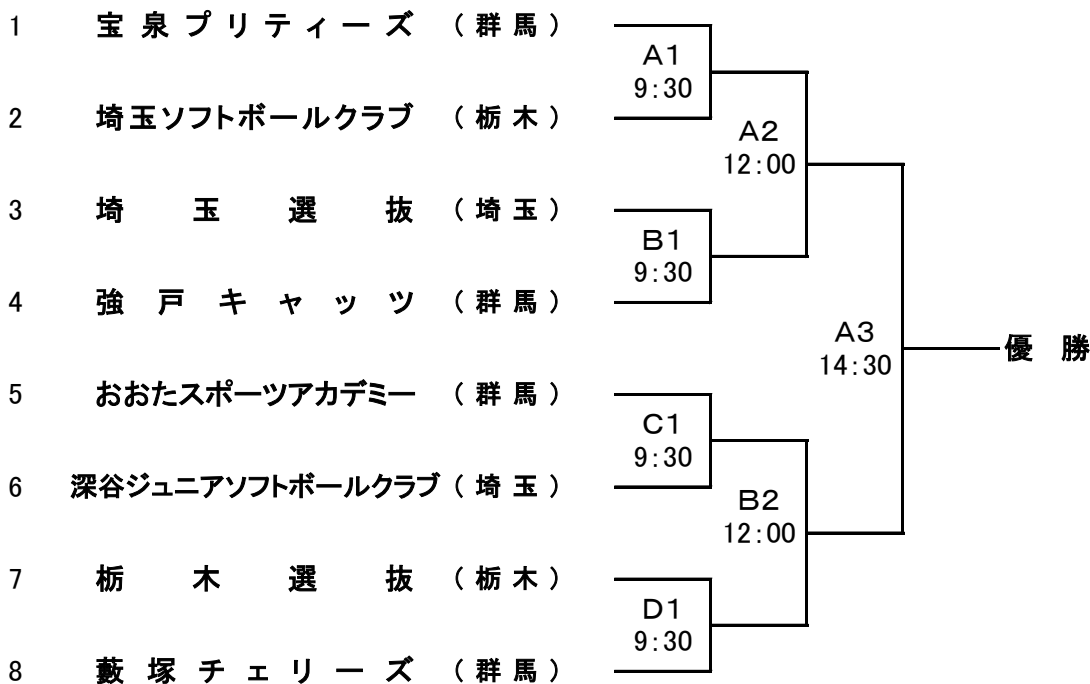 1 宝泉プリティーズ （群馬）
A1
9:30
2 埼玉ソフトボールクラブ （栃木）
A2
12:00
3 埼玉選抜 （埼玉）
B1
9:30
4 強戸キャッツ （群馬）
A3
14:30
優勝
5 おおたスポーツアカデミー （群馬）
C1
9:30
6 深谷ジュニアソフトボールクラブ （埼玉）
B2
12:00
7 栃木選抜 （栃木）
D1
9:30
8 藪塚チェリーズ （群馬）